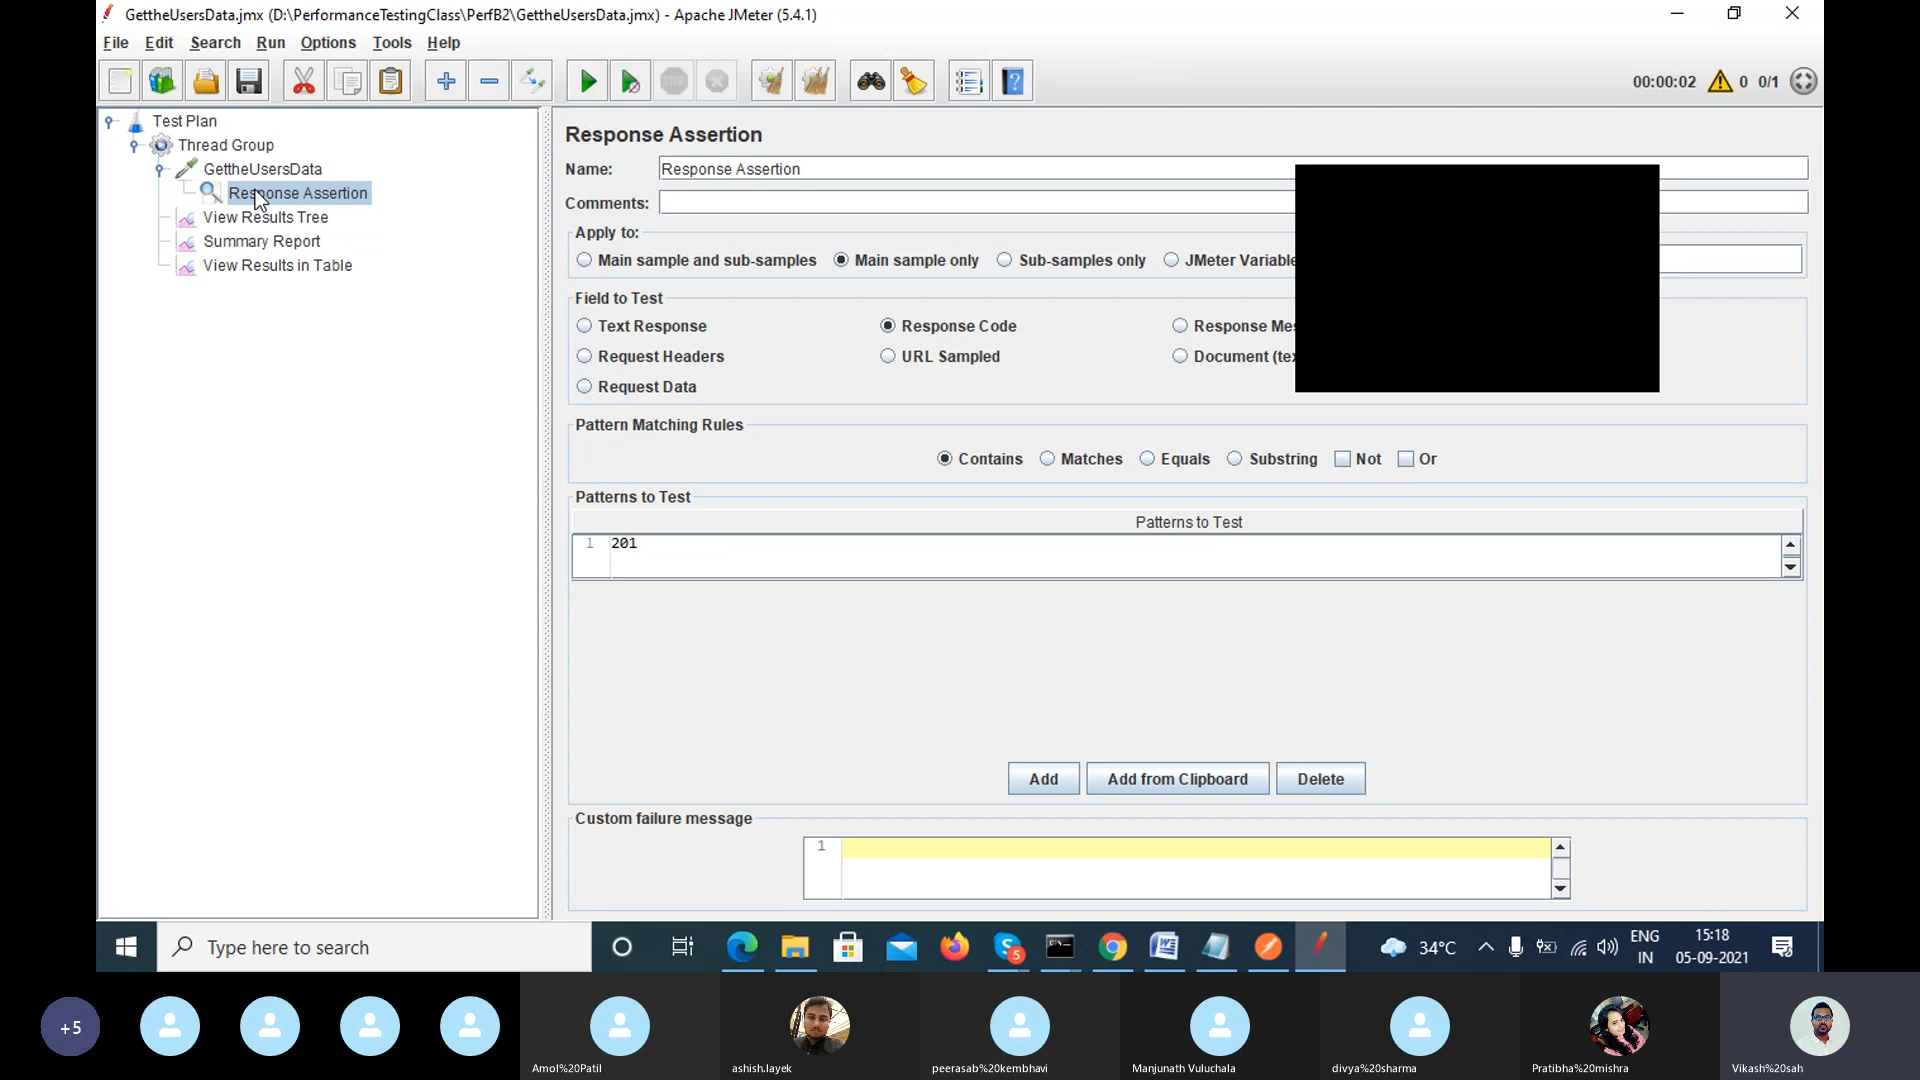 GettheUsersData.jmx (D:\PerformanceTestingClass\PerfB2\GettheUsersData.jmx) - Apache JMeter (5.4.1)
File Edit Search Run Options Tools Help
STOP
00:00:02 0 0/1
Test Plan
Thread Group
GettheUsersData
Response Assertion
View Results Tree
Summary Report
View Results in Table
Response Assertion
Name: Response Assertion
Comments:
Apply to:
Main sample and sub-samples Main sample only Sub-samples only JMeter Variable
Field to Test
Text Response Response Code Response Mes
Request Headers URL Sampled Document (tex
Request Data
Pattern Matching Rules
Contains Matches Equals Substring Not Or
Patterns to Test
Patterns to Test
1 201
Add Add from Clipboard Delete
Custom failure message
1
Type here to search
5
34°C
ENG
IN
15:18
05-09-2021
+5
Amol%20Patil
ashish.layek
peerasab%20kembhavi
Manjunath Vuluchala
divya%20sharma
Pratibha%20mishra
Vikash%20sah